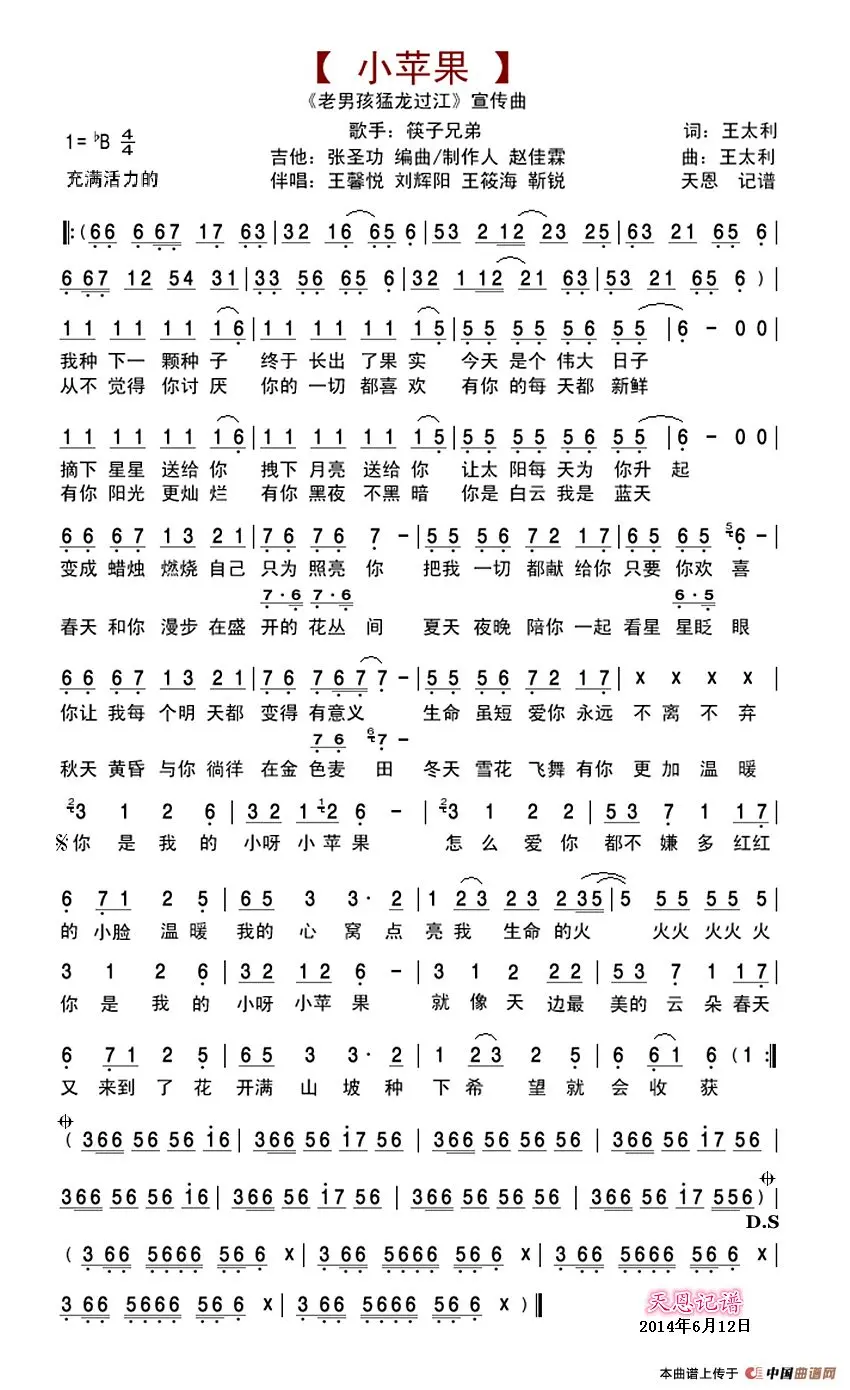 【 小苹果 】
《老男孩猛龙过江》宣传曲
1= ♭B 4/4 歌手：筷子兄弟 词：王太利
吉他：张圣功 编曲/制作人 赵佳霖 曲：王太利
充满活力的 伴唱：王馨悦 刘辉阳 王筱海 靳锐 天恩 记谱
‖:(66 667 17 63|32 16 65 6|53 2 12 23 25|63 21 65 6|
667 12 54 31|33 56 65 6|32 1 12 21 63|53 21 65 6 )|
11 11 11 16|11 11 11 15|55 55 56 55|6 - 0 0
我种 下一 颗种 子 终于 长出 了果 实 今天 是个 伟大 日子
从不 觉得 你讨 厌 你的 一切 都喜 欢 有你 的每 天都 新鲜
11 11 11 16|11 11 11 15|55 55 56 55|6 - 0 0|
摘下 星星 送给 你 拽下 月亮 送给 你 让太 阳每 天为 你升 起
有你 阳光 更灿 烂 有你 黑夜 不黑 暗 你是 白云 我是 蓝天
66 67 13 21|76 76 7 -|55 56 72 17|65 65 5 6 -|
变成 蜡烛 燃烧 自己 只为 照亮 你 把我 一切 都献 给你 只要 你欢 喜
7·6 7·6 6·5
春天 和你 漫步 在盛 开的 花丛 间 夏天 夜晚 陪你 一起 看星 星眨 眼
66 67 13 21|76 767 7 -|55 56 72 17|x x x x|
你让 我每 个明 天都 变得 有意义 生命 虽短 爱你 永远 不 离 不 弃
76 6 7 -
秋天 黄昏 与你 徜徉 在金 色麦 田 冬天 雪花 飞舞 有你 更 加 温 暖
2 3 1 2 6|32 1 1 2 6 -|2 3 1 2 2|53 7 1 17|
𝄋你 是 我 的 小呀 小 苹 果 怎 么 爱 你 都不 嫌 多 红红
6 71 2 5|65 3 3· 2|1 23 2 235|5 55 55 5
的 小脸 温 暖 我的 心 窝 点 亮 我 生命 的火 火火 火火 火
3 1 2 6|32 12 6 -|3 1 2 22|53 7 1 17|
你 是 我 的 小呀 小苹 果 就 像 天 边最 美的 云 朵 春天
6 71 2 5|65 3 3· 2|1 23 2 5|6 61 6 (1 :‖
又 来到 了 花 开满 山 坡 种 下 希 望 就 会 收 获
𝄌
( 366 56 56 i6|366 56 i7 56|366 56 56 56|366 56 i7 56|
366 56 56 i6|366 56 i7 56|366 56 56 56|366 56 i7 556)|𝄌
D.S
( 3 66 5666 56 6 x|3 66 5666 56 6 x|3 66 5666 56 6 x|
3 66 5666 56 6 x|3 66 5666 56 6 x )‖
天恩记谱
2014年6月12日
本曲谱上传于 中国曲谱网